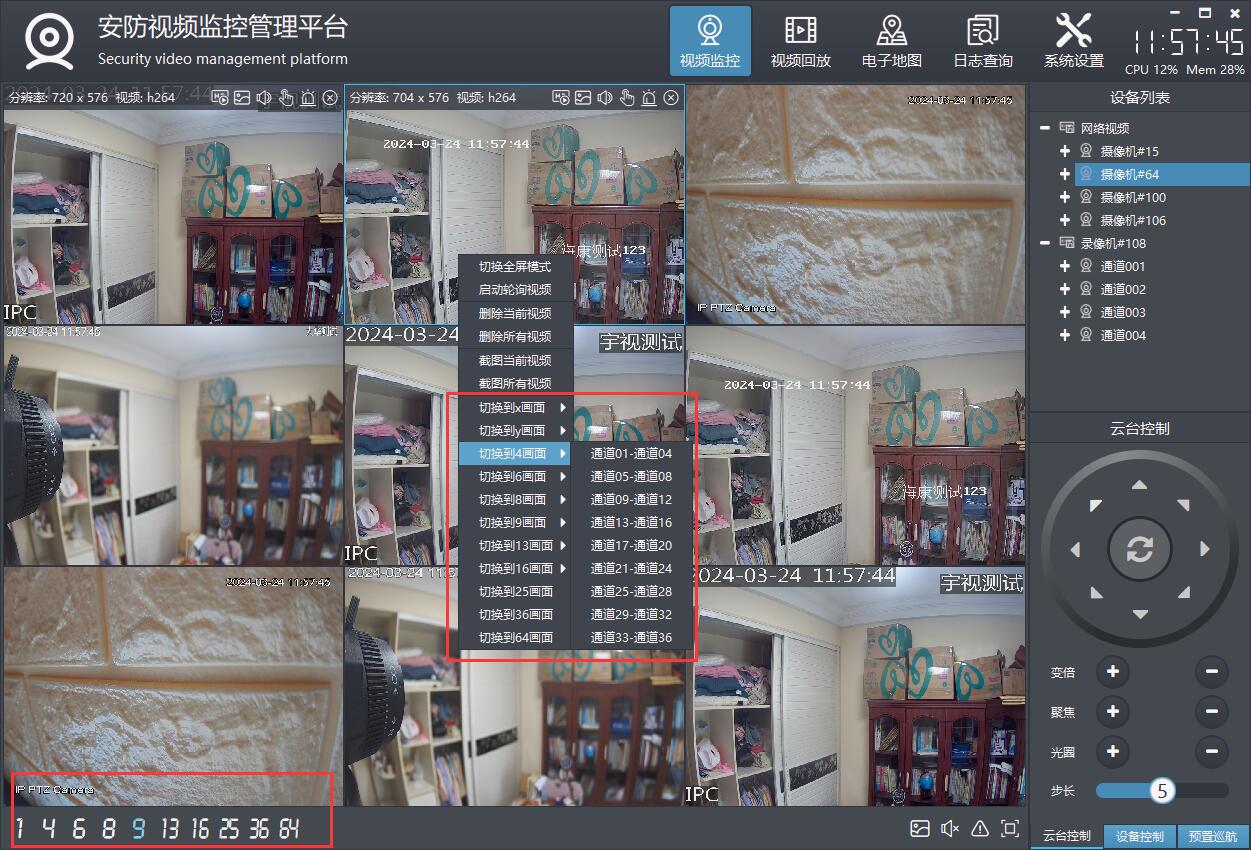 安防视频监控管理平台
Security video management platform
视频监控
视频回放
电子地图
日志查询
系统设置
11:57:45
CPU 12% Mem 28%
分辨率: 720 x 576 视频: h264
分辨率: 704 x 576 视频: h264
2024-03-24 11:57:44
海康测试123
IPC
2024-03-24 11:57:45
IP PTZ Camera
2024-03-24 11:57:45
2024-03-24
宇视测试
IPC
2024-03-24 11:57:44
海康测试123
2024-03-24 11:57:45
IP PTZ Camera
2024-03-24
2024-03-24 11:57:44
宇视测试
IPC
切换全屏模式
启动轮询视频
删除当前视频
删除所有视频
截图当前视频
截图所有视频
切换到x画面
切换到y画面
切换到4画面
切换到6画面
切换到8画面
切换到9画面
切换到13画面
切换到16画面
切换到25画面
切换到36画面
切换到64画面
通道01-通道04
通道05-通道08
通道09-通道12
通道13-通道16
通道17-通道20
通道21-通道24
通道25-通道28
通道29-通道32
通道33-通道36
1 4 6 8 9 13 16 25 36 64
设备列表
网络视频
摄像机#15
摄像机#64
摄像机#100
摄像机#106
录像机#108
通道001
通道002
通道003
通道004
云台控制
变倍
聚焦
光圈
步长
5
云台控制
设备控制
预置巡航